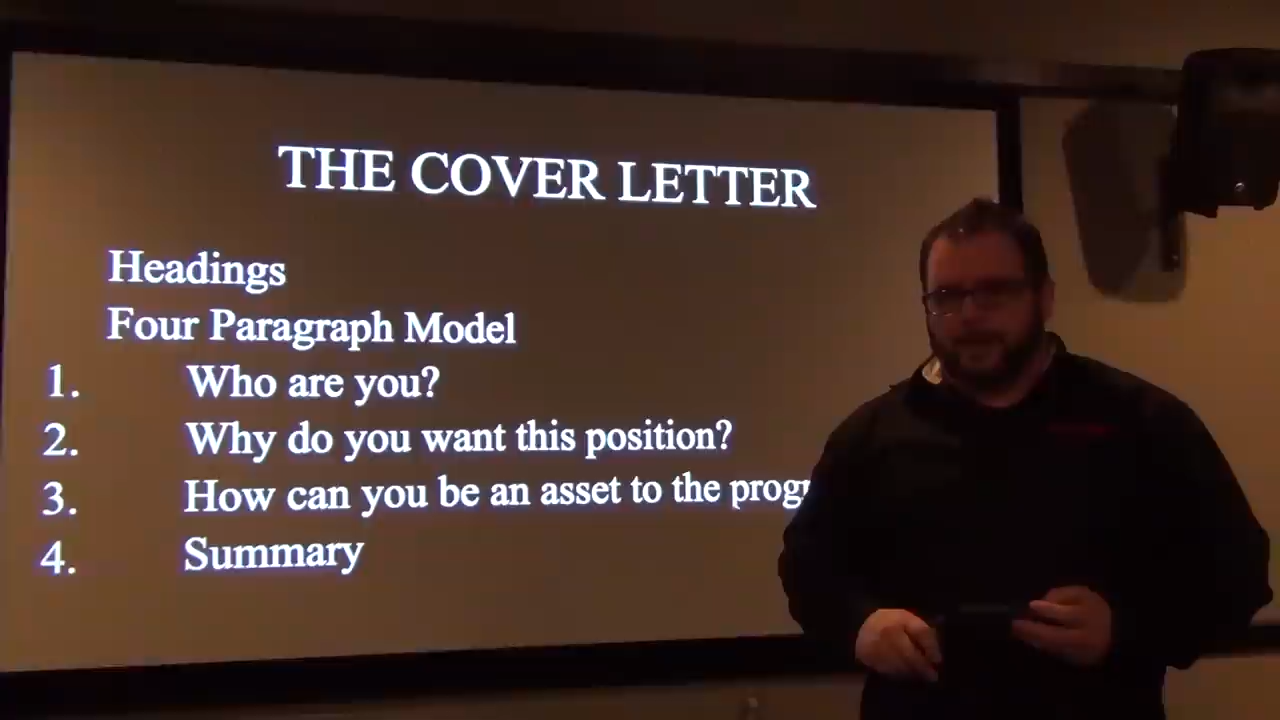 THE COVER LETTER
Headings
Four Paragraph Model
1. Who are you?
2. Why do you want this position?
3. How can you be an asset to the
4. Summary